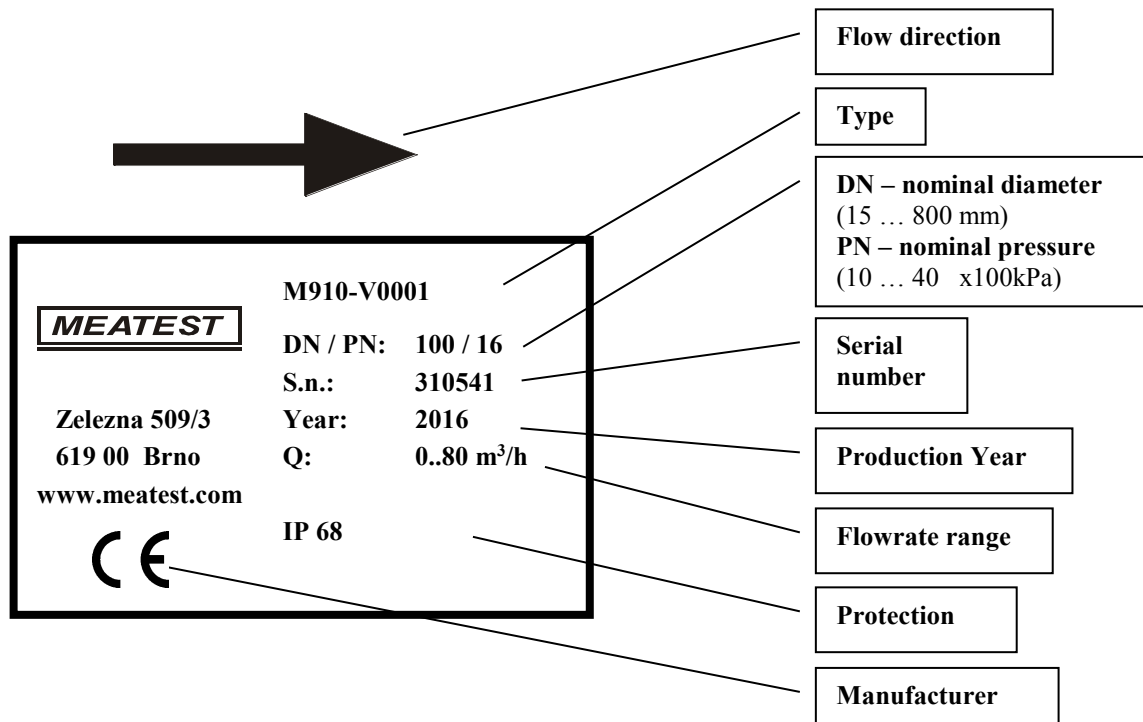 Flow direction
Type
DN – nominal diameter
(15 … 800 mm)
PN – nominal pressure
(10 … 40 x100kPa)
M910-V0001
MEATEST
DN / PN: 100 / 16
S.n.: 310541
Serial
number
Zelezna 509/3
Year: 2016
619 00 Brno
Q: 0..80 m³/h
Production Year
www.meatest.com
IP 68
Flowrate range
CE
Protection
Manufacturer